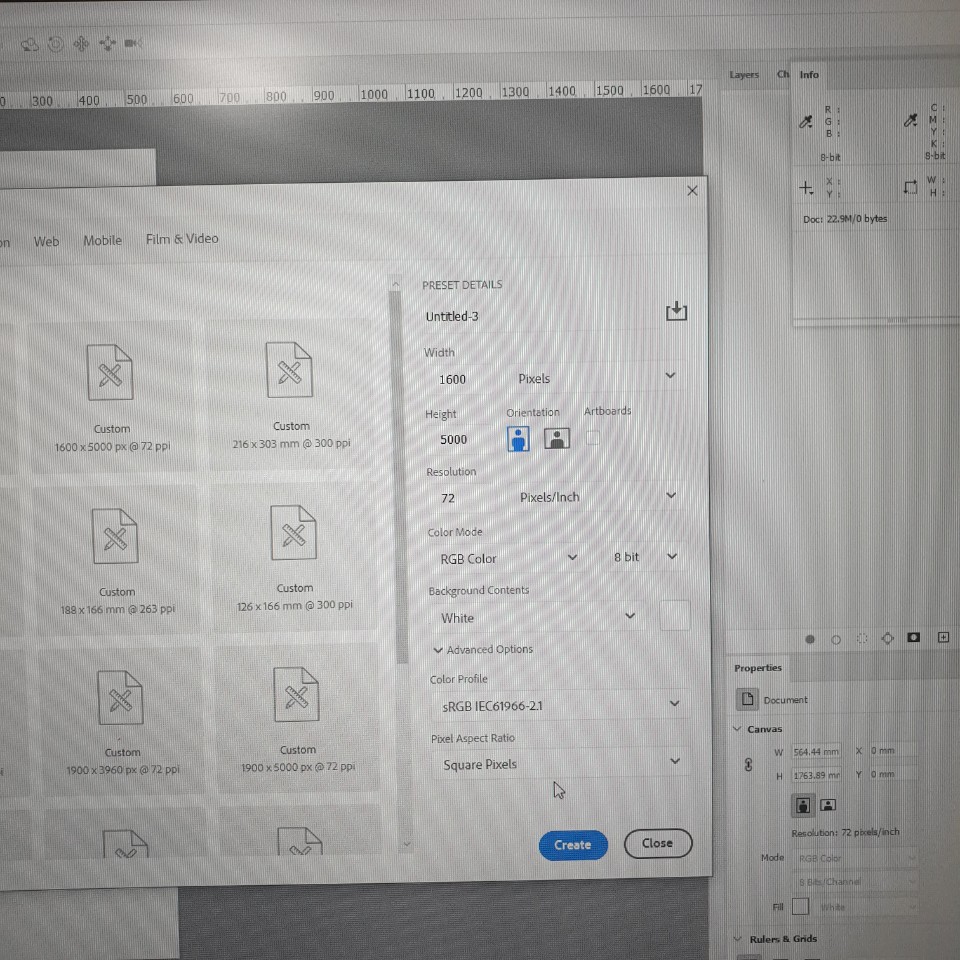 300 400 500 600 700 800 900 1000 1100 1200 1300 1400 1500 1600 17
Layers Ch Info
R :
G :
B :
8-bit
C :
M :
Y :
K :
8-bit
X :
Y :
W :
H :
Doc: 22.9M/0 bytes
on Web Mobile Film & Video
PRESET DETAILS
Untitled-3
Width
1600 Pixels
Height Orientation Artboards
5000
Resolution
72 Pixels/Inch
Color Mode
RGB Color 8 bit
Background Contents
White
Advanced Options
Color Profile
sRGB IEC61966-2.1
Pixel Aspect Ratio
Square Pixels
Create Close
Custom
1600 x 5000 px @ 72 ppi
Custom
216 x 303 mm @ 300 ppi
Custom
188 x 166 mm @ 263 ppi
Custom
126 x 166 mm @ 300 ppi
Custom
1900 x 3960 px @ 72 ppi
Custom
1900 x 5000 px @ 72 ppi
Properties
Document
Canvas
W 564.44 mm X 0 mm
H 1763.89 mr Y 0 mm
Resolution: 72 pixels/inch
Mode RGB Color
8 Bits/Channel
Fill White
Rulers & Grids